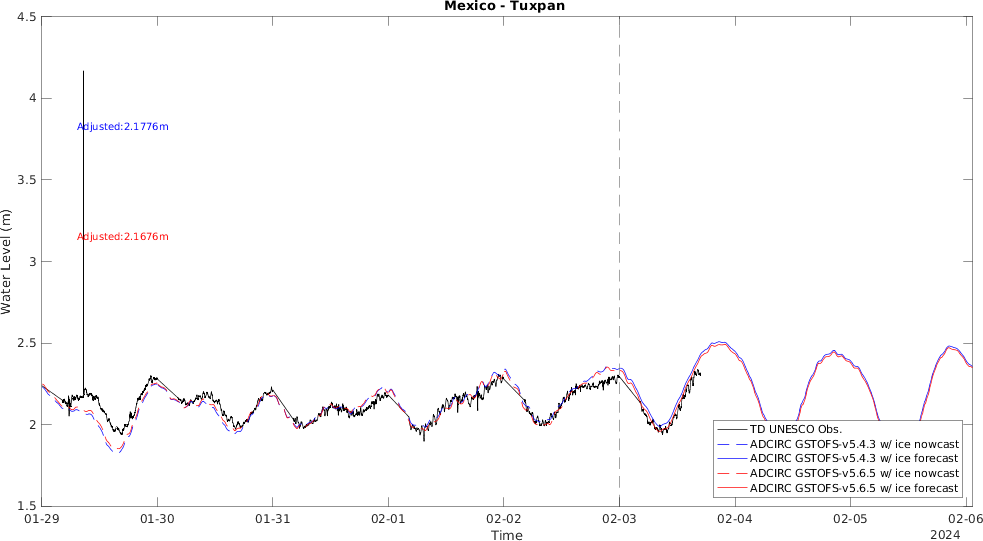 Mexico - Tuxpan
4.5
4
3.5
3
2.5
2
1.5
Water Level (m)
Adjusted:2.1776m
Adjusted:2.1676m
TD UNESCO Obs.
ADCIRC GSTOFS-v5.4.3 w/ ice nowcast
ADCIRC GSTOFS-v5.4.3 w/ ice forecast
ADCIRC GSTOFS-v5.6.5 w/ ice nowcast
ADCIRC GSTOFS-v5.6.5 w/ ice forecast
01-29 01-30 01-31 02-01 02-02 02-03 02-04 02-05 02-06
Time
2024